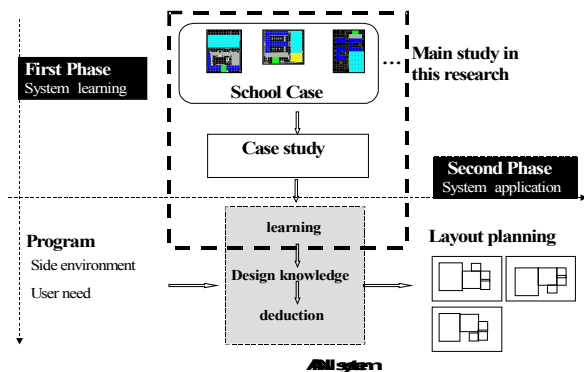 First Phase
System learning
School Case
...
Main study in
this research
Case study
Second Phase
System application
Program
Side environment
User need
learning
Design knowledge
deduction
Layout planning